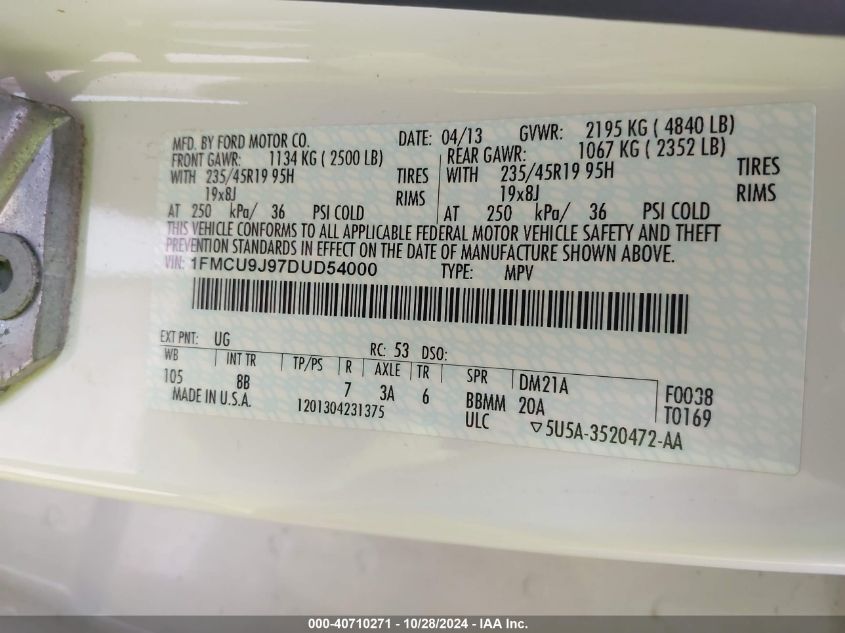 MFD. BY FORD MOTOR CO. DATE: 04/13 GVWR: 2195 KG ( 4840 LB)
FRONT GAWR: 1134 KG ( 2500 LB) REAR GAWR: 1067 KG ( 2352 LB)
WITH 235/45R19 95H TIRES WITH 235/45R19 95H TIRES
19x8J RIMS 19x8J RIMS
AT 250 kPa/ 36 PSI COLD AT 250 kPa/ 36 PSI COLD
THIS VEHICLE CONFORMS TO ALL APPLICABLE FEDERAL MOTOR VEHICLE SAFETY AND THEFT
PREVENTION STANDARDS IN EFFECT ON THE DATE OF MANUFACTURE SHOWN ABOVE.
VIN: 1FMCU9J97DUD54000 TYPE: MPV
EXT PNT: UG RC: 53 DSO:
WB INT TR TP/PS R AXLE TR SPR DM21A F0038
105 8B 7 3A 6 BBMM 20A T0169
MADE IN U.S.A. 1201304231375 ULC ▽5U5A-3520472-AA
000-40710271 - 10/28/2024 - IAA Inc.